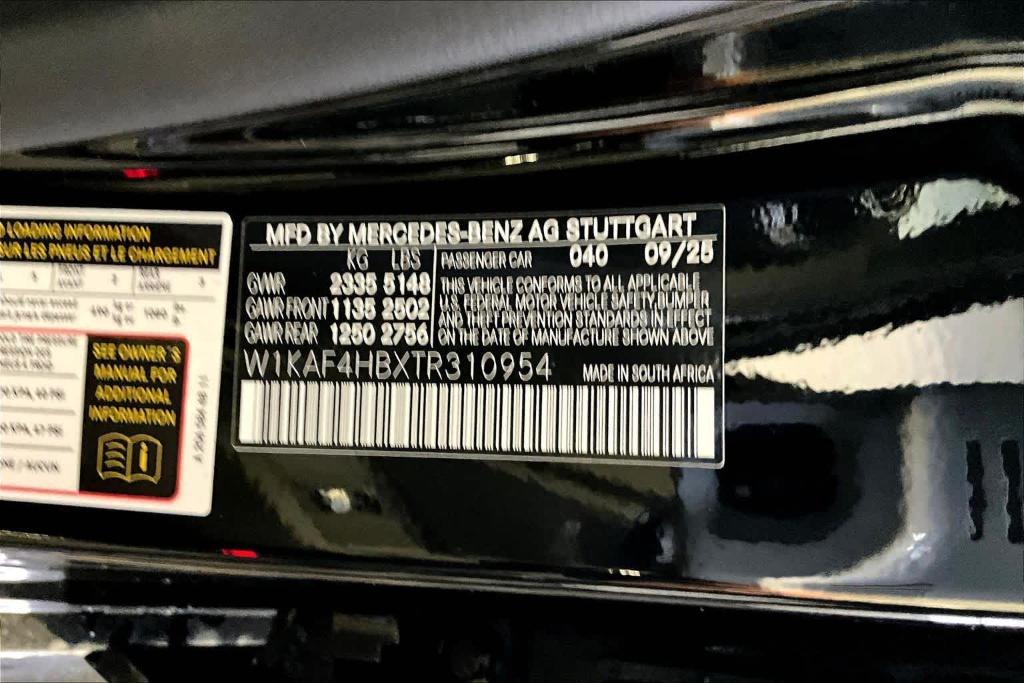 LOADING INFORMATION
SUR LES PNEUS ET LE CHARGEMENT
SEE OWNER'S
MANUAL FOR
ADDITIONAL
INFORMATION
MFD BY MERCEDES-BENZ AG STUTTGART
KG LBS PASSENGER CAR 040 09/25
GVWR 2335 5148 THIS VEHICLE CONFORMS TO ALL APPLICABLE
GAWR FRONT 1135 2502 U.S. FEDERAL MOTOR VEHICLE SAFETY, BUMPER
AND THEFT PREVENTION STANDARDS IN EFFECT
GAWR REAR 1250 2756 ON THE DATE OF MANUFACTURE SHOWN ABOVE
W1KAF4HBXTR310954 MADE IN SOUTH AFRICA